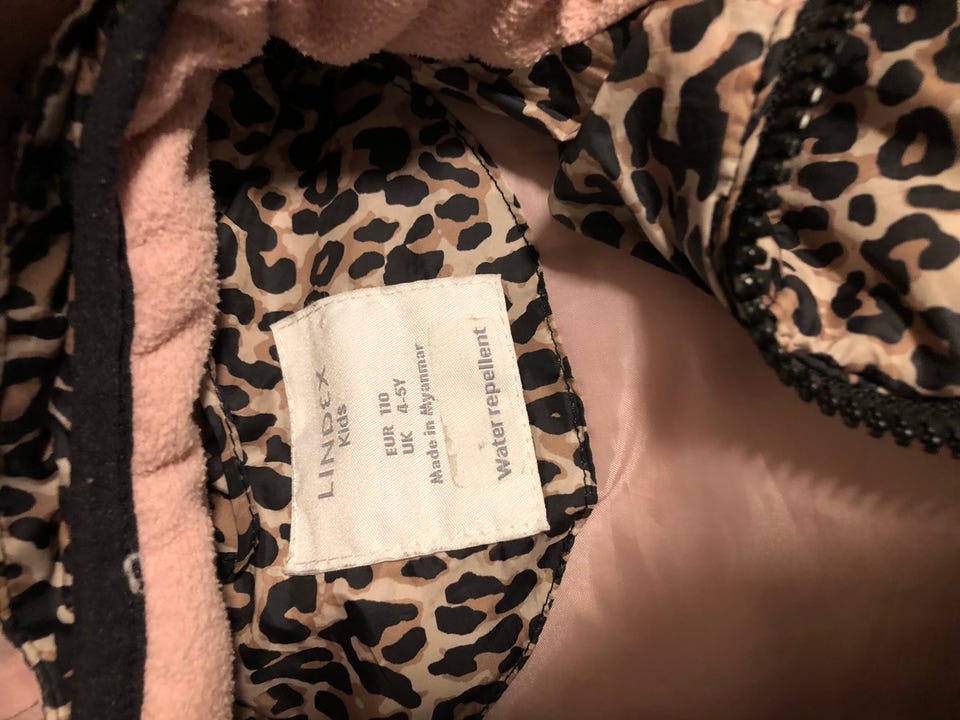 LINDEX
Kids
EUR 110
UK 4-5Y
Made in Myanmar
Water repellent